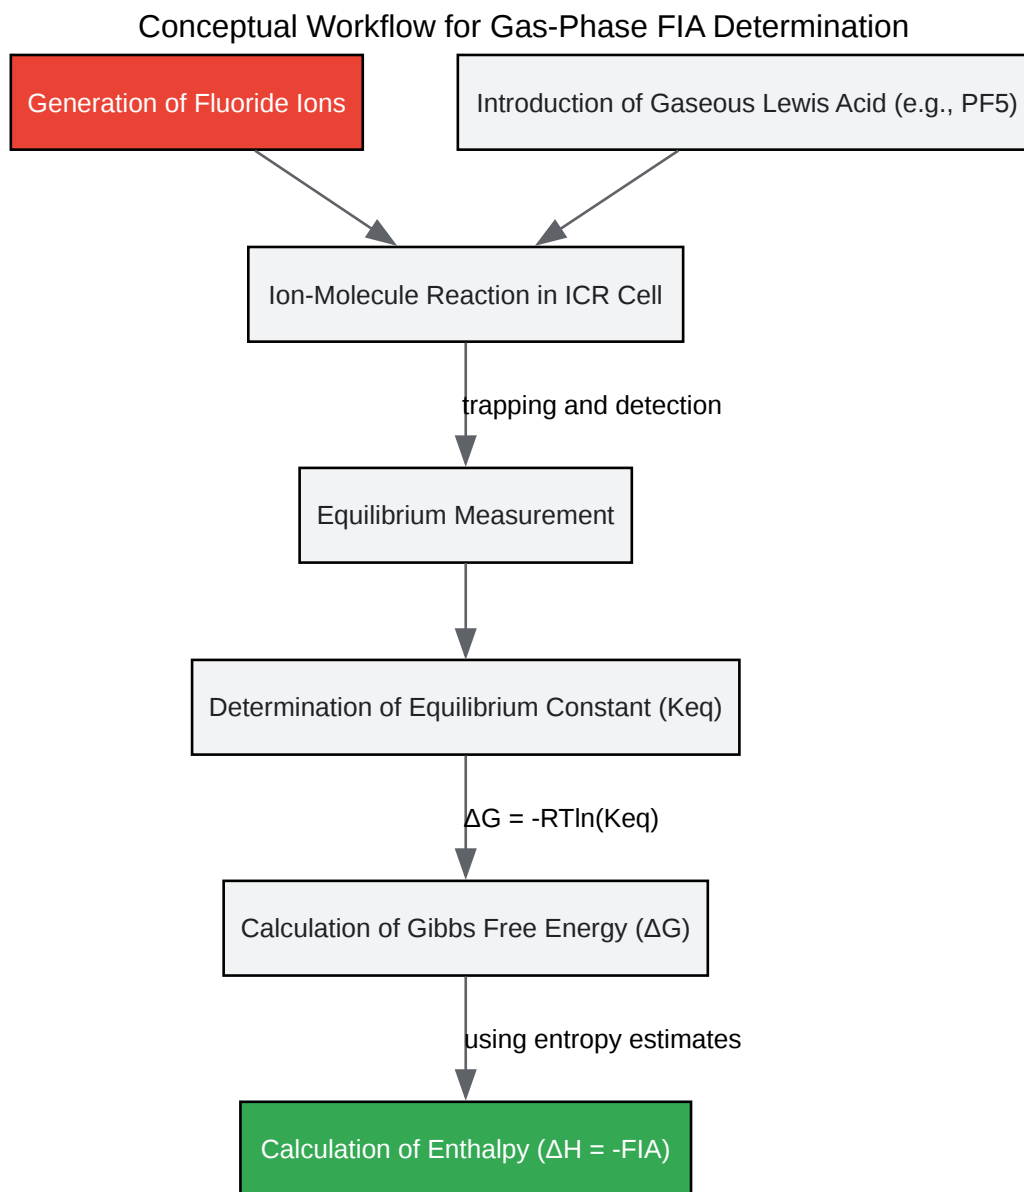 Conceptual Workflow for Gas-Phase FIA Determination
Generation of Fluoride Ions
Introduction of Gaseous Lewis Acid (e.g., PF5)
Ion-Molecule Reaction in ICR Cell
trapping and detection
Equilibrium Measurement
Determination of Equilibrium Constant (Keq)
ΔG = -RTln(Keq)
Calculation of Gibbs Free Energy (ΔG)
using entropy estimates
Calculation of Enthalpy (ΔH = -FIA)